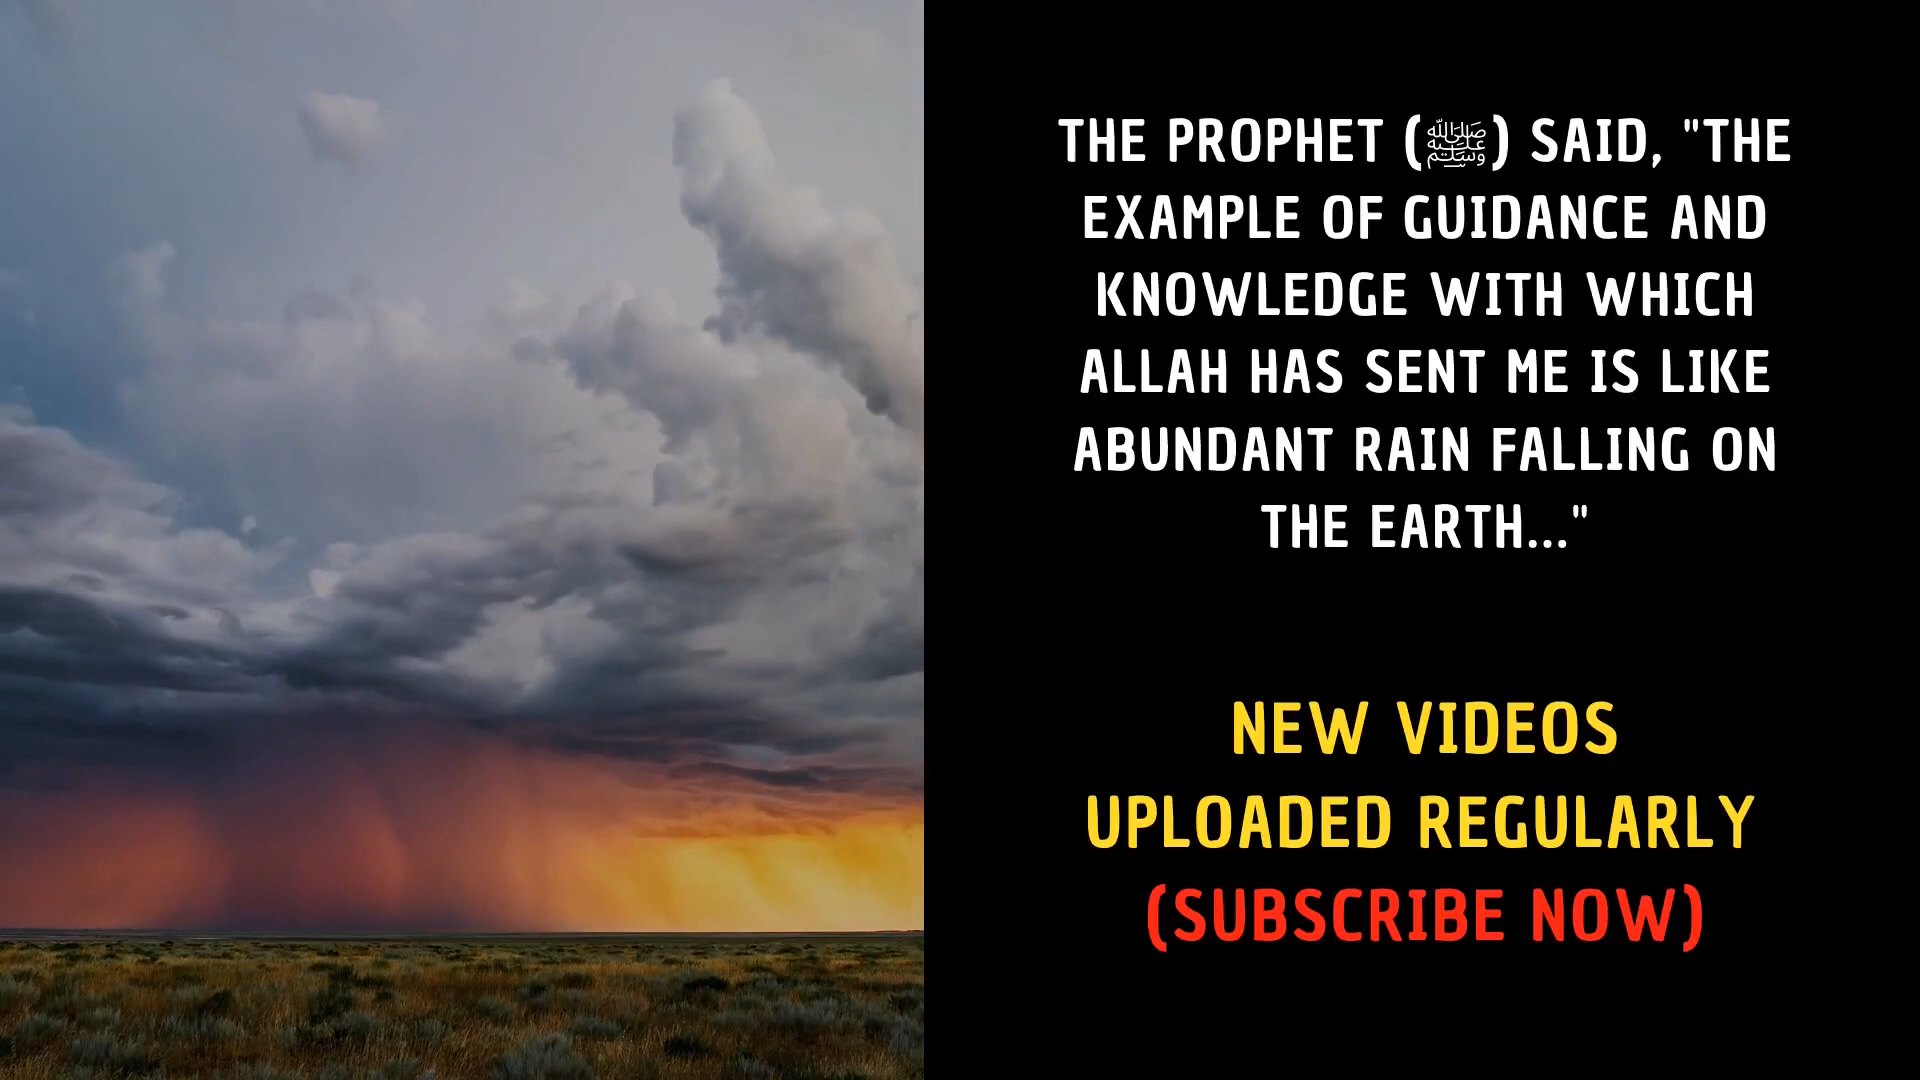 THE PROPHET (ﷺ) SAID, "THE
EXAMPLE OF GUIDANCE AND
KNOWLEDGE WITH WHICH
ALLAH HAS SENT ME IS LIKE
ABUNDANT RAIN FALLING ON
THE EARTH..."
NEW VIDEOS
UPLOADED REGULARLY
(SUBSCRIBE NOW)